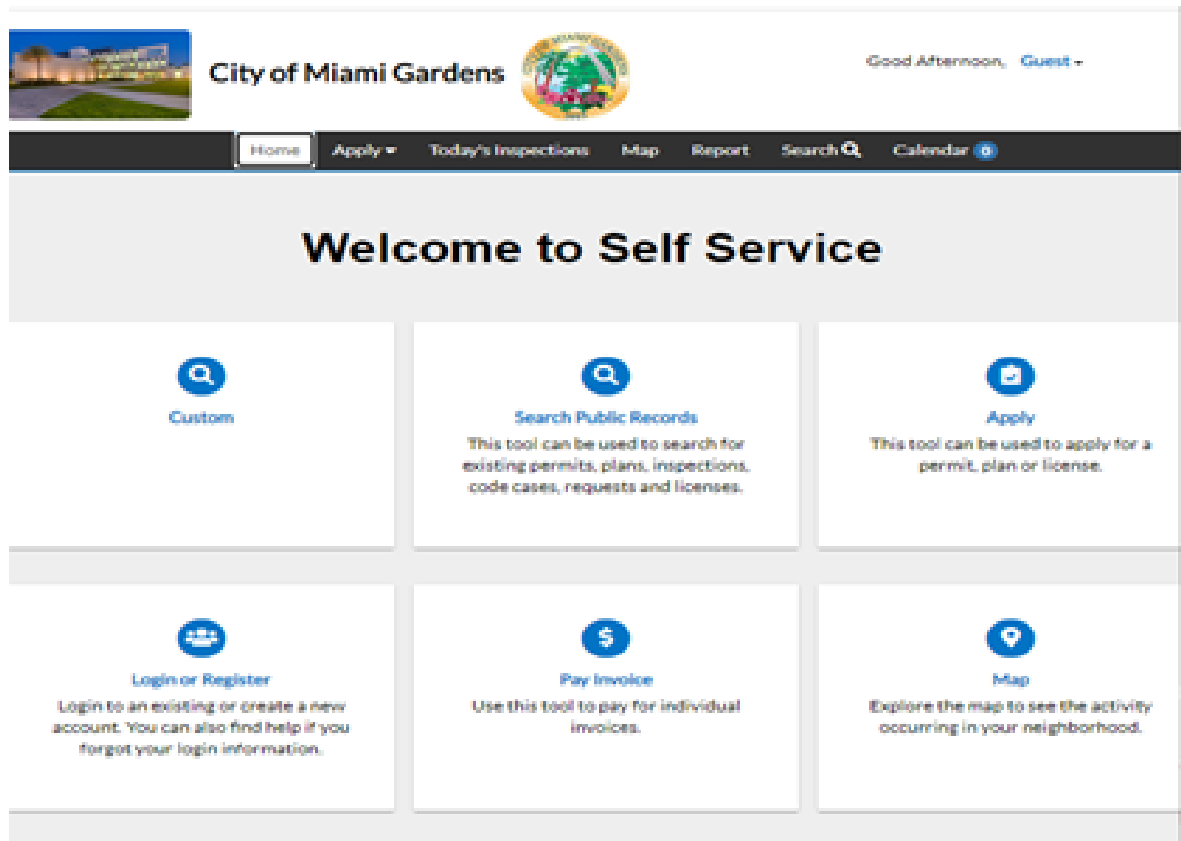 City of Miami Gardens
Good Afternoon, Guest
Home Apply Today's Inspections Map Report Search Calendar 0
Welcome to Self Service
Custom
Search Public Records
This tool can be used to search for
existing permits, plans, inspections,
code cases, requests and licenses.
Apply
This tool can be used to apply for a
permit, plan or license.
Login or Register
Login to an existing or create a new
account. You can also find help if you
forgot your login information.
Pay Invoice
Use this tool to pay for individual
invoices.
Map
Explore the map to see the activity
occurring in your neighborhood.